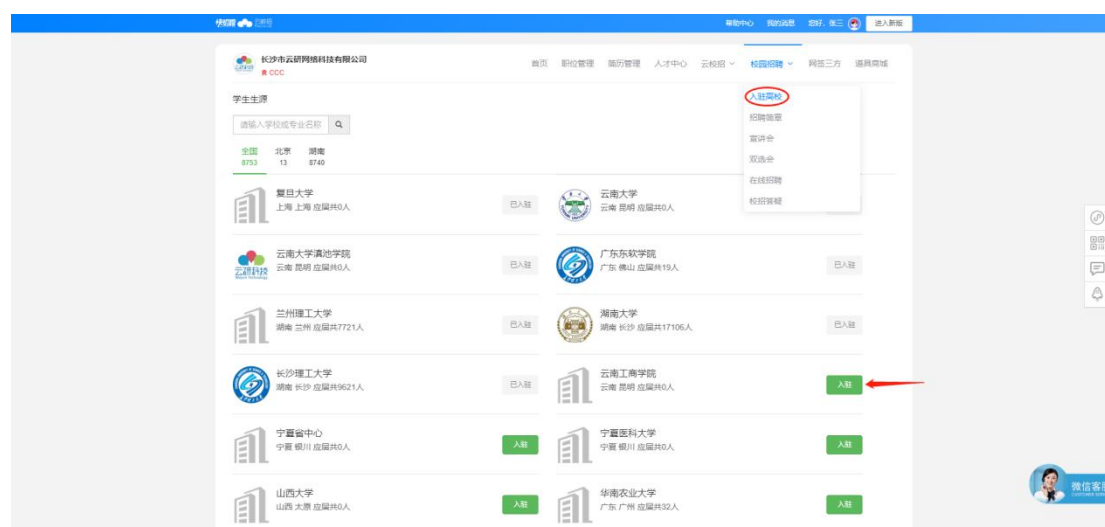 快招聘 云研招
帮助中心 我的消息 您好，张三 进入新版
长沙市云研网络科技有限公司
CCC
首页 职位管理 简历管理 人才中心 云校招 校园招聘 网签三方 道具商城
入驻高校
招聘简章
宣讲会
双选会
在线招聘
校招答疑
学生生源
请输入学校或专业名称
全国 北京 湖南
8753 13 8740
复旦大学
上海 上海 应届共0人
已入驻
云南大学
云南 昆明 应届共0人
云南大学滇池学院
云南 昆明 应届共0人
已入驻
云研科技
广东东软学院
广东 佛山 应届共19人
已入驻
兰州理工大学
湖南 兰州 应届共7721人
已入驻
湖南大学
湖南 长沙 应届共17106人
已入驻
长沙理工大学
湖南 长沙 应届共9621人
已入驻
云南工商学院
云南 昆明 应届共0人
入驻
宁夏省中心
宁夏 银川 应届共0人
入驻
宁夏医科大学
宁夏 银川 应届共0人
入驻
山西大学
山西 太原 应届共0人
入驻
华南农业大学
广东 广州 应届共32人
入驻
微信客服